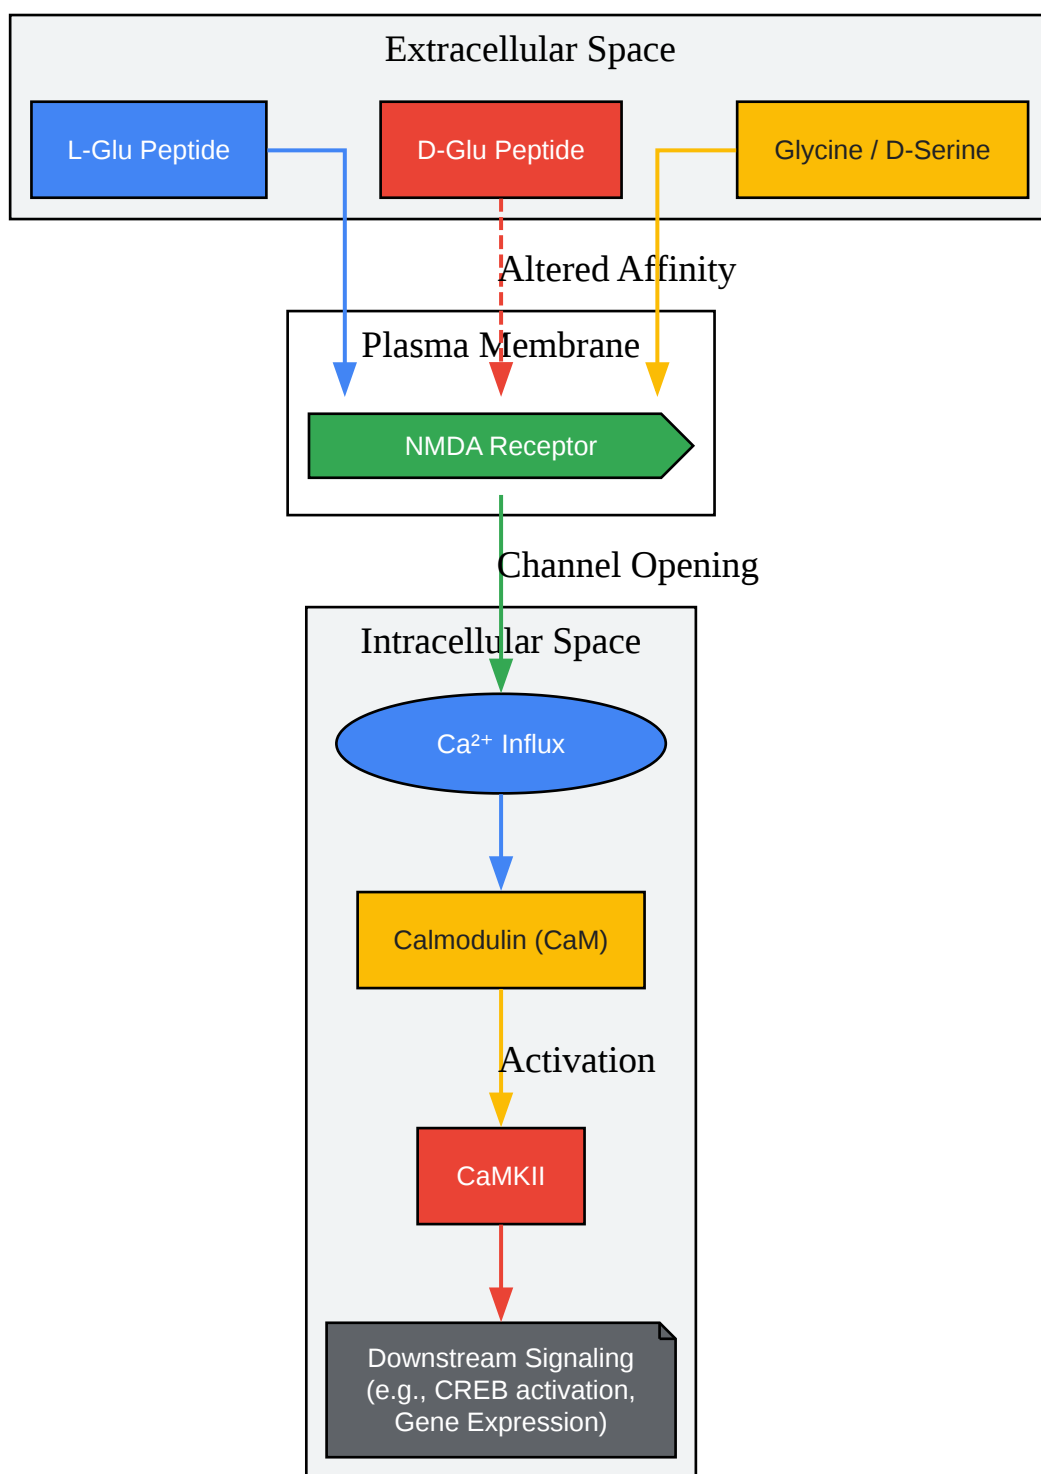 Extracellular Space
L-Glu Peptide
D-Glu Peptide
Glycine / D-Serine
Altered Affinity
Plasma Membrane
NMDA Receptor
Channel Opening
Intracellular Space
Ca²⁺ Influx
Calmodulin (CaM)
Activation
CaMKII
Downstream Signaling
(e.g., CREB activation,
Gene Expression)